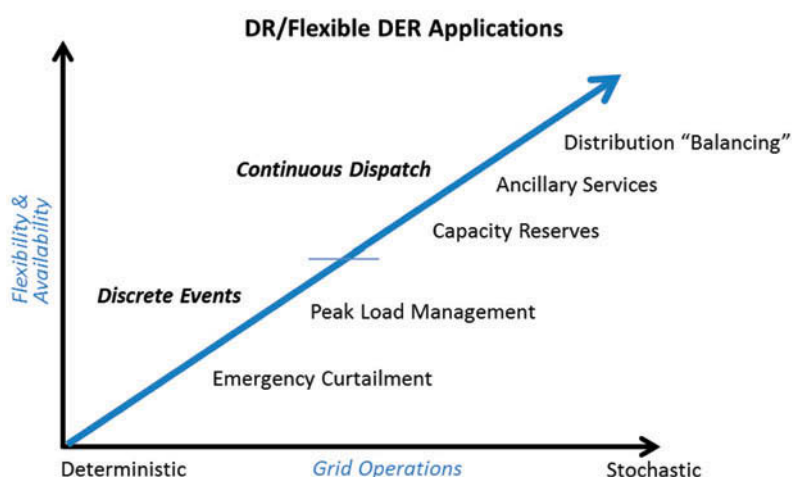 DR/Flexible DER Applications
Distribution “Balancing”
Continuous Dispatch
Ancillary Services
Capacity Reserves
Flexibility &
Availability
Discrete Events
Peak Load Management
Emergency Curtailment
Deterministic
Grid Operations
Stochastic